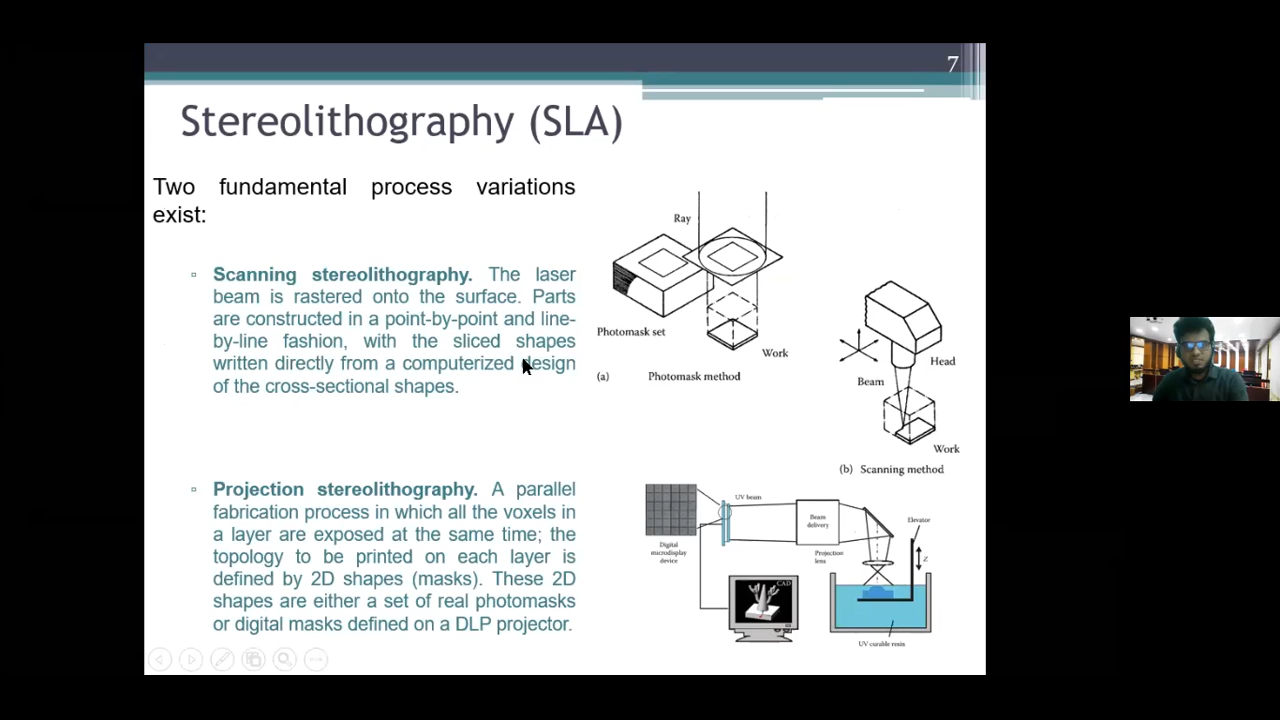 7
Stereolithography (SLA)
Two fundamental process variations
exist:
Scanning stereolithography. The laser
beam is rastered onto the surface. Parts
are constructed in a point-by-point and line-
by-line fashion, with the sliced shapes
written directly from a computerized design
of the cross-sectional shapes.
Projection stereolithography. A parallel
fabrication process in which all the voxels in
a layer are exposed at the same time; the
topology to be printed on each layer is
defined by 2D shapes (masks). These 2D
shapes are either a set of real photomasks
or digital masks defined on a DLP projector.
Ray
Photomask set
Work
(a) Photomask method
Head
Beam
Work
(b) Scanning method
UV beam
Digital
microdisplay
device
Beam
delivery
Projection
lens
Elevator
Z
CAD
UV curable resin